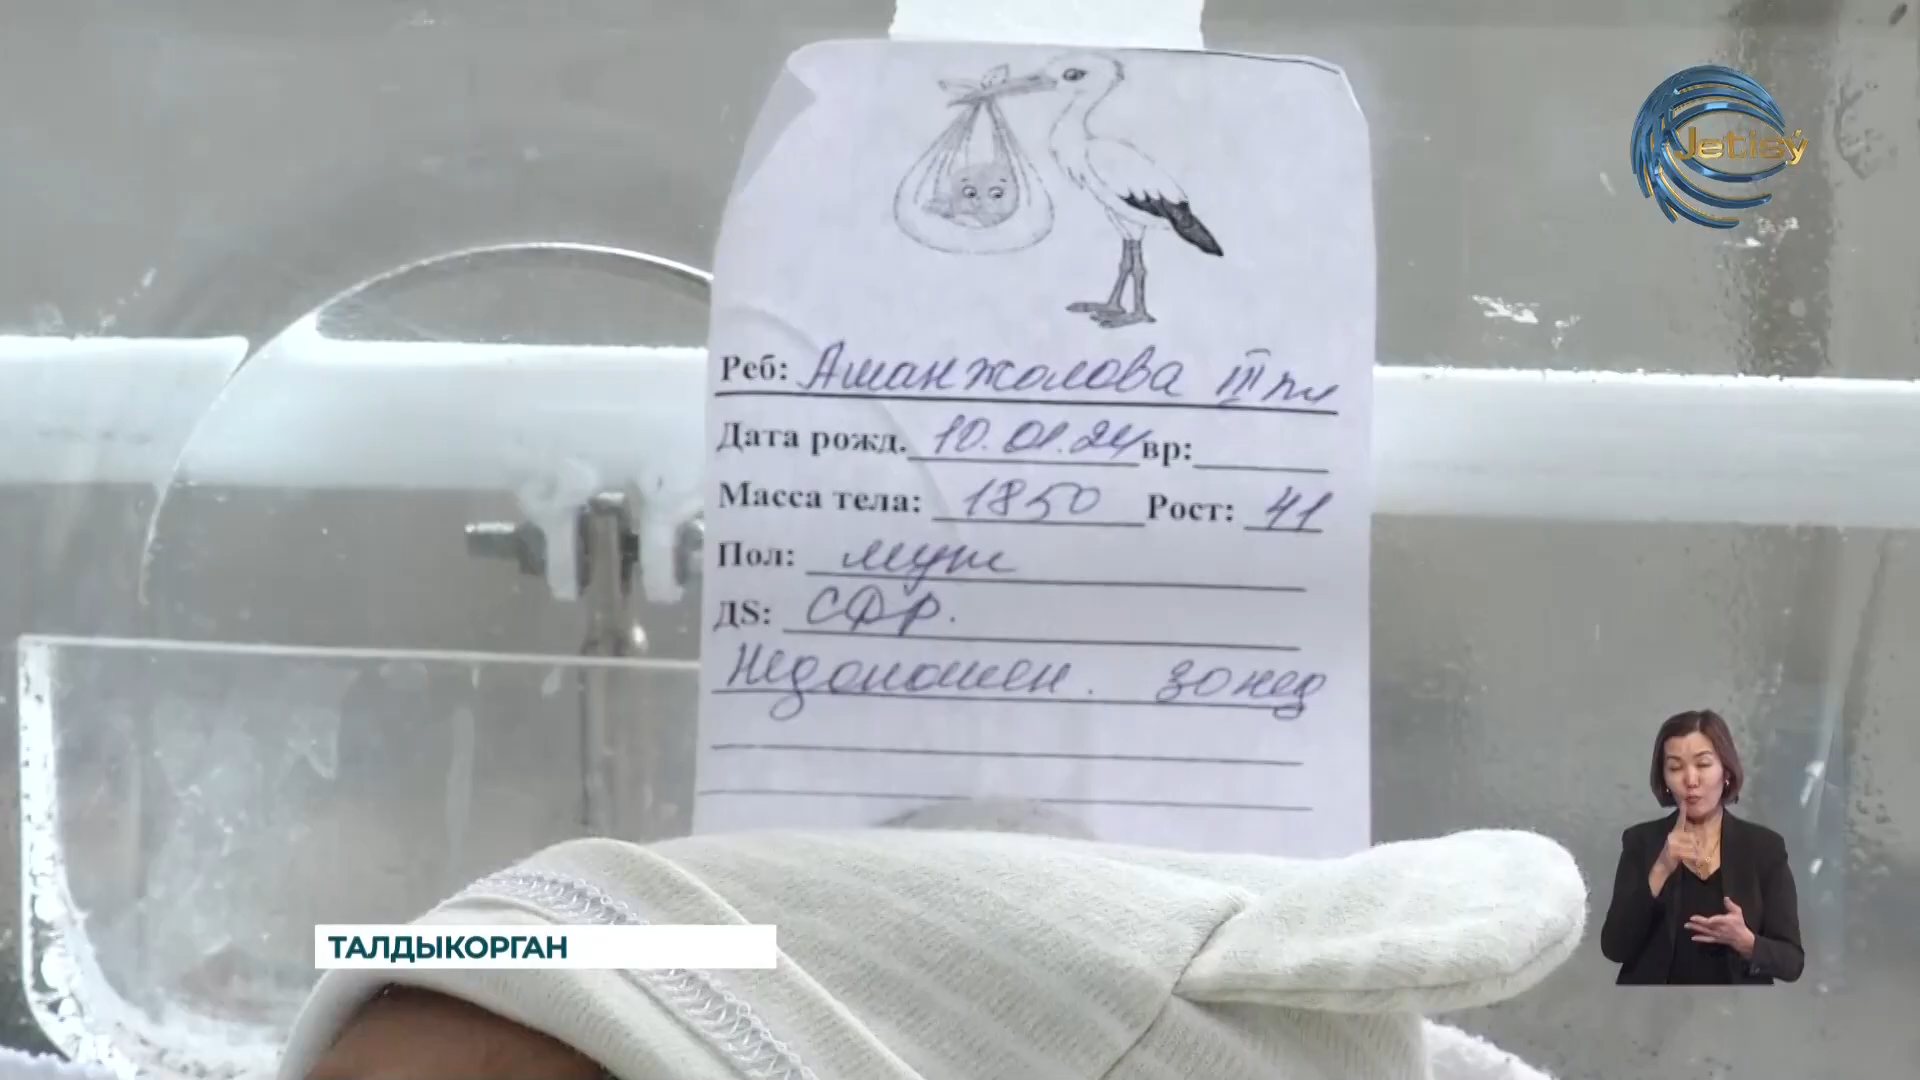 Jetisý
Реб: Аманжолова III пл
Дата рожд. 10.01.24 вр:
Масса тела: 1850 Рост: 41
Пол: муж
ДS: СДР.
Недоношен. 30 нед
ТАЛДЫКОРГАН